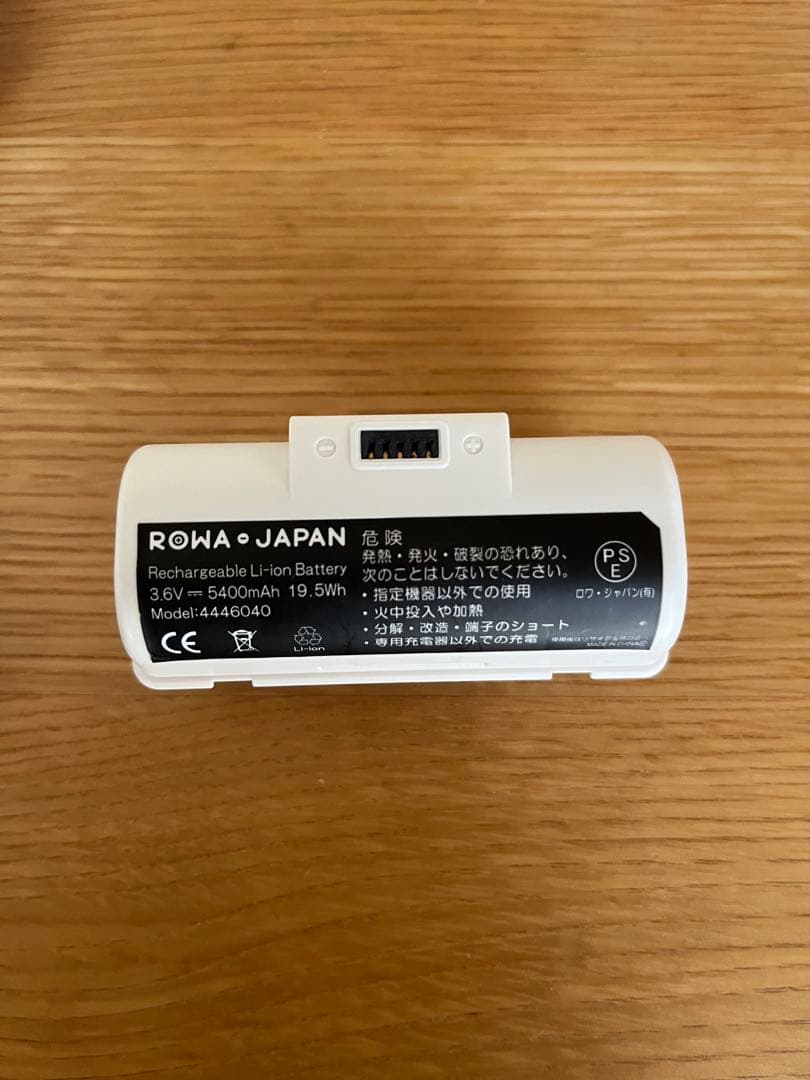 ROWA JAPAN
Rechargeable Li-ion Battery
3.6V 5400mAh 19.5Wh
Model:4446040
CE
Li-ion
危険
発熱・発火・破裂の恐れあり、
次のことはしないでください。
・指定機器以外での使用
・火中投入や加熱
・分解・改造・端子のショート
・専用充電器以外での充電
PS
E
ロワ・ジャパン(有)
MADE IN CHINA